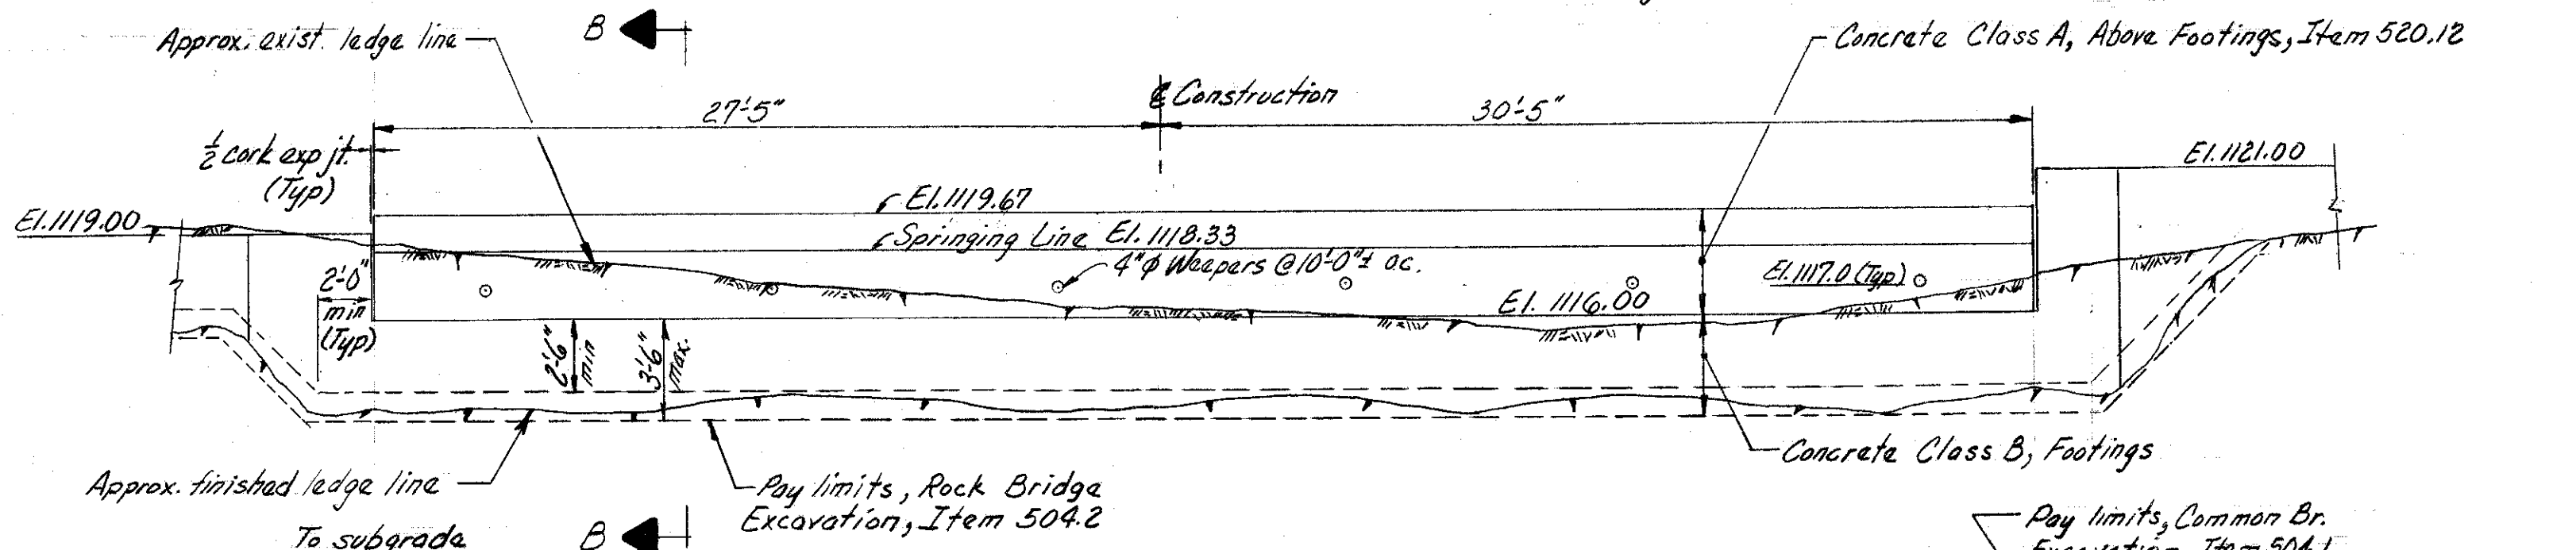 B
Approx. exist. ledge line
Concrete Class A, Above Footings, Item 520.12
℄ Construction
27'-5"
30'-5"
1/2 cork exp jt.
(Typ)
El. 1121.00
El. 1119.67
El. 1119.00
Springing Line El. 1118.33
4"φ Weepers @ 10'-0"± o.c.
El. 1117.0 (Typ)
2'-0"
min
(Typ)
El. 1116.00
2'-6"
min
3'-6"
max.
Concrete Class B, Footings
Approx. finished ledge line
Pay limits, Rock Bridge
Excavation, Item 504.2
To subgrade
B
Pay limits, Common Br.
Excavation, Item 504.1